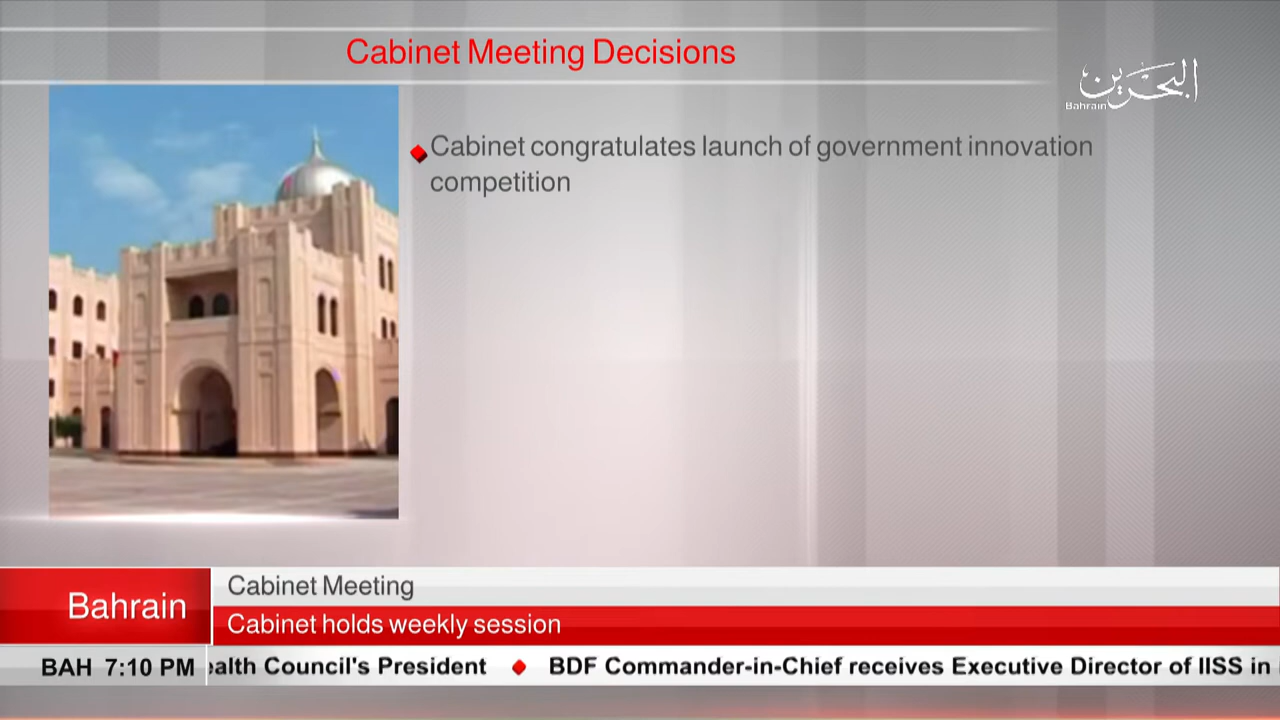 Cabinet Meeting Decisions
البحرين
Bahrain
Cabinet congratulates launch of government innovation
competition
Bahrain
Cabinet Meeting
Cabinet holds weekly session
BAH 7:10 PM
Council's President ♦ BDF Commander-in-Chief receives Executive Director of IISS in